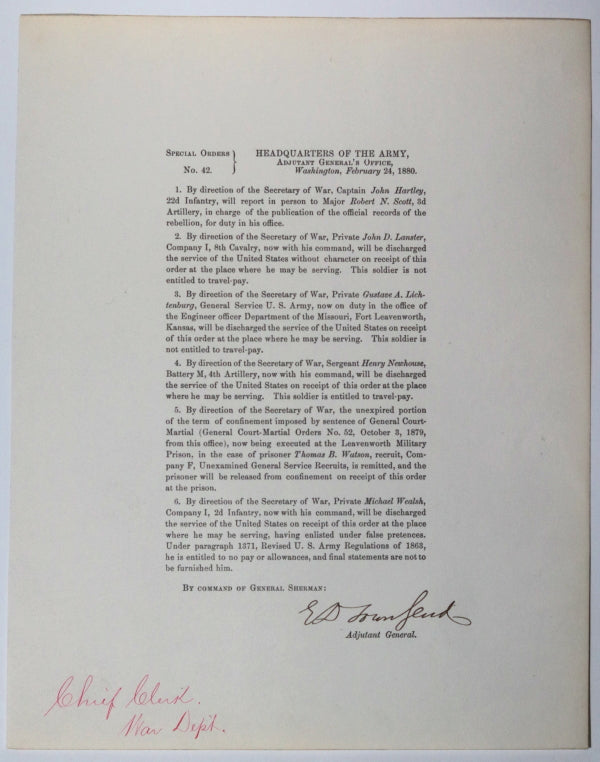 Special Orders } HEADQUARTERS OF THE ARMY,
Adjutant General's Office,
No. 42. Washington, February 24, 1880.
1. By direction of the Secretary of War, Captain John Hartley,
22d Infantry, will report in person to Major Robert N. Scott, 3d
Artillery, in charge of the publication of the official records of the
rebellion, for duty in his office.
2. By direction of the Secretary of War, Private John D. Lanster,
Company I, 8th Cavalry, now with his command, will be discharged
the service of the United States without character on receipt of this
order at the place where he may be serving. This soldier is not
entitled to travel-pay.
3. By direction of the Secretary of War, Private Gustave A. Lich-
tenburg, General Service U. S. Army, now on duty in the office of
the Engineer officer Department of the Missouri, Fort Leavenworth,
Kansas, will be discharged the service of the United States on receipt
of this order at the place where he may be serving. This soldier is
not entitled to travel-pay.
4. By direction of the Secretary of War, Sergeant Henry Newhouse,
Battery M, 4th Artillery, now with his command, will be discharged
the service of the United States on receipt of this order at the place
where he may be serving. This soldier is entitled to travel-pay.
5. By direction of the Secretary of War, the unexpired portion
of the term of confinement imposed by sentence of General Court-
Martial (General Court-Martial Orders No. 52, October 3, 1879,
from this office), now being executed at the Leavenworth Military
Prison, in the case of prisoner Thomas B. Watson, recruit, Com-
pany F, Unexamined General Service Recruits, is remitted, and the
prisoner will be released from confinement on receipt of this order
at the prison.
6. By direction of the Secretary of War, Private Michael Wealsh,
Company I, 2d Infantry, now with his command, will be discharged
the service of the United States on receipt of this order at the place
where he may be serving, having enlisted under false pretences.
Under paragraph 1371, Revised U. S. Army Regulations of 1863,
he is entitled to no pay or allowances, and final statements are not to
be furnished him.
By command of General Sherman:
E D Townsend
Adjutant General.
Chief Clerk.
War Dept.